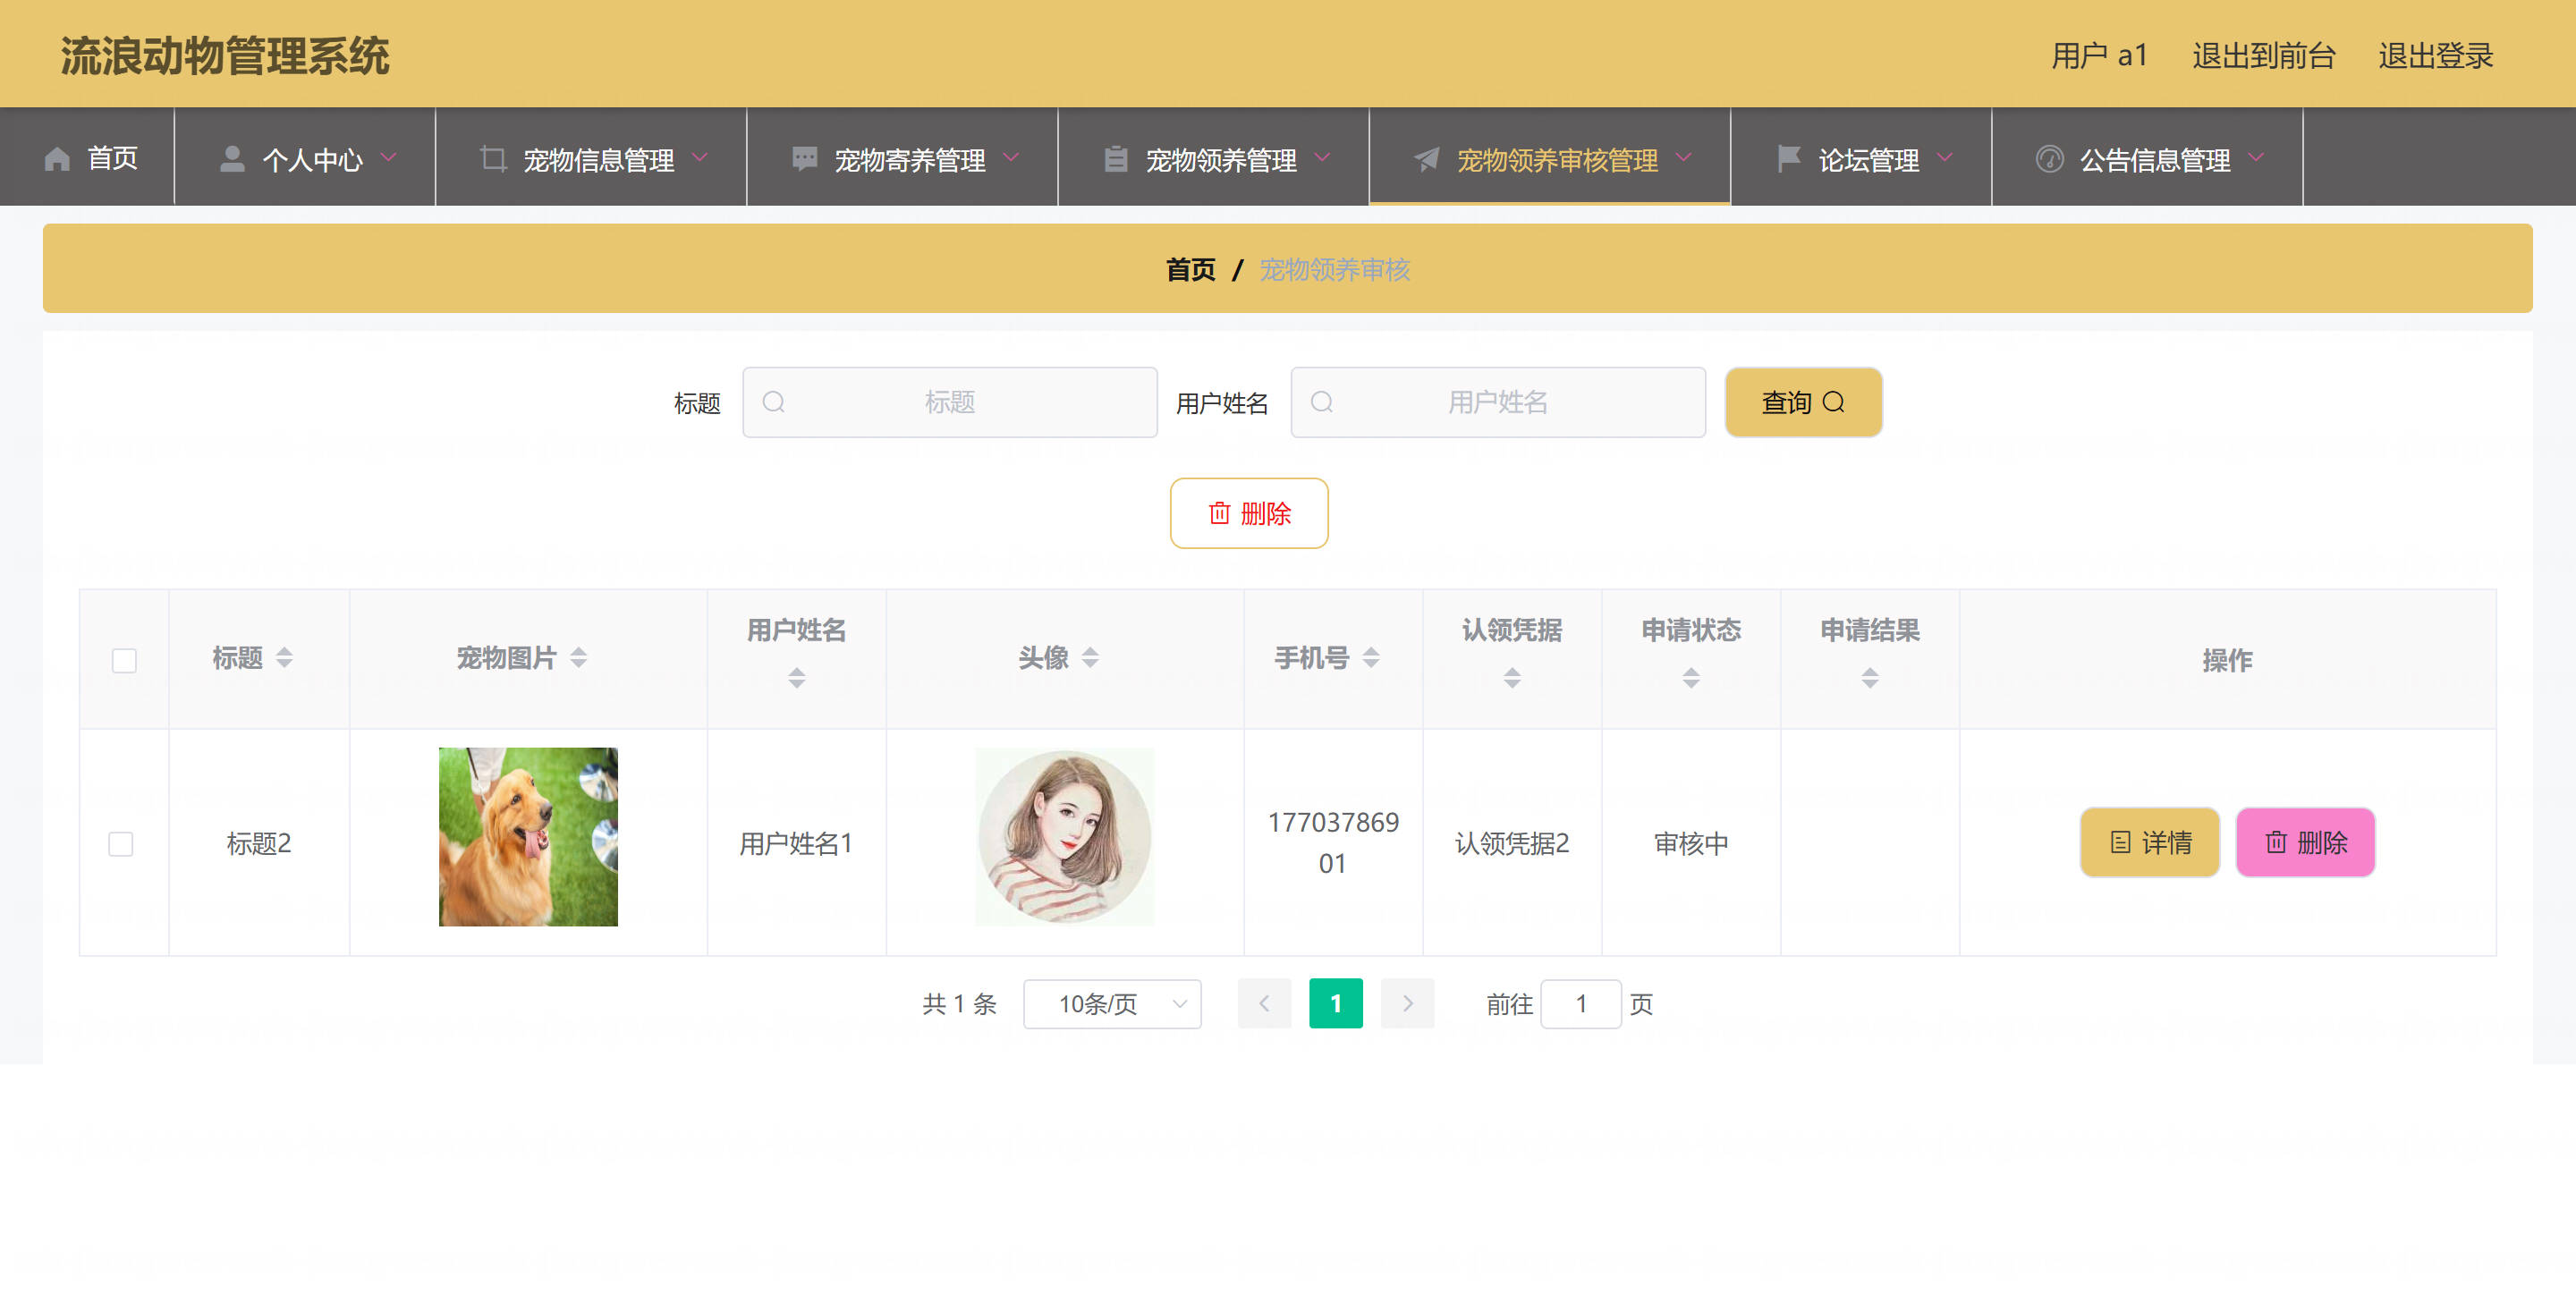 流浪动物管理系统
用户 a1 退出到前台 退出登录
首页 个人中心 宠物信息管理 宠物寄养管理 宠物领养管理 宠物领养审核管理 论坛管理 公告信息管理
首页 / 宠物领养审核
标题 标题 用户姓名 用户姓名 查询
删除
标题 宠物图片 用户姓名 头像 手机号 认领凭据 申请状态 申请结果 操作
标题2 用户姓名1 177037869 认领凭据2 审核中 详情 删除
01
共 1 条 10条/页 1 前往 1 页